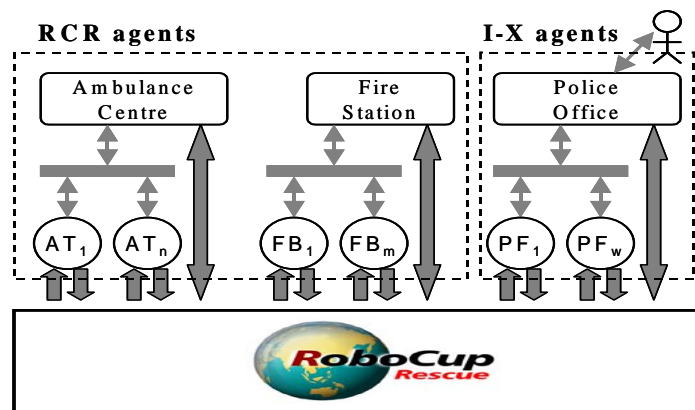 RCR agents
I-X agents
Ambulance
Centre
Fire
Station
Police
Office
AT1
ATn
FB1
FBm
PF1
PFw
RoboCup
Rescue